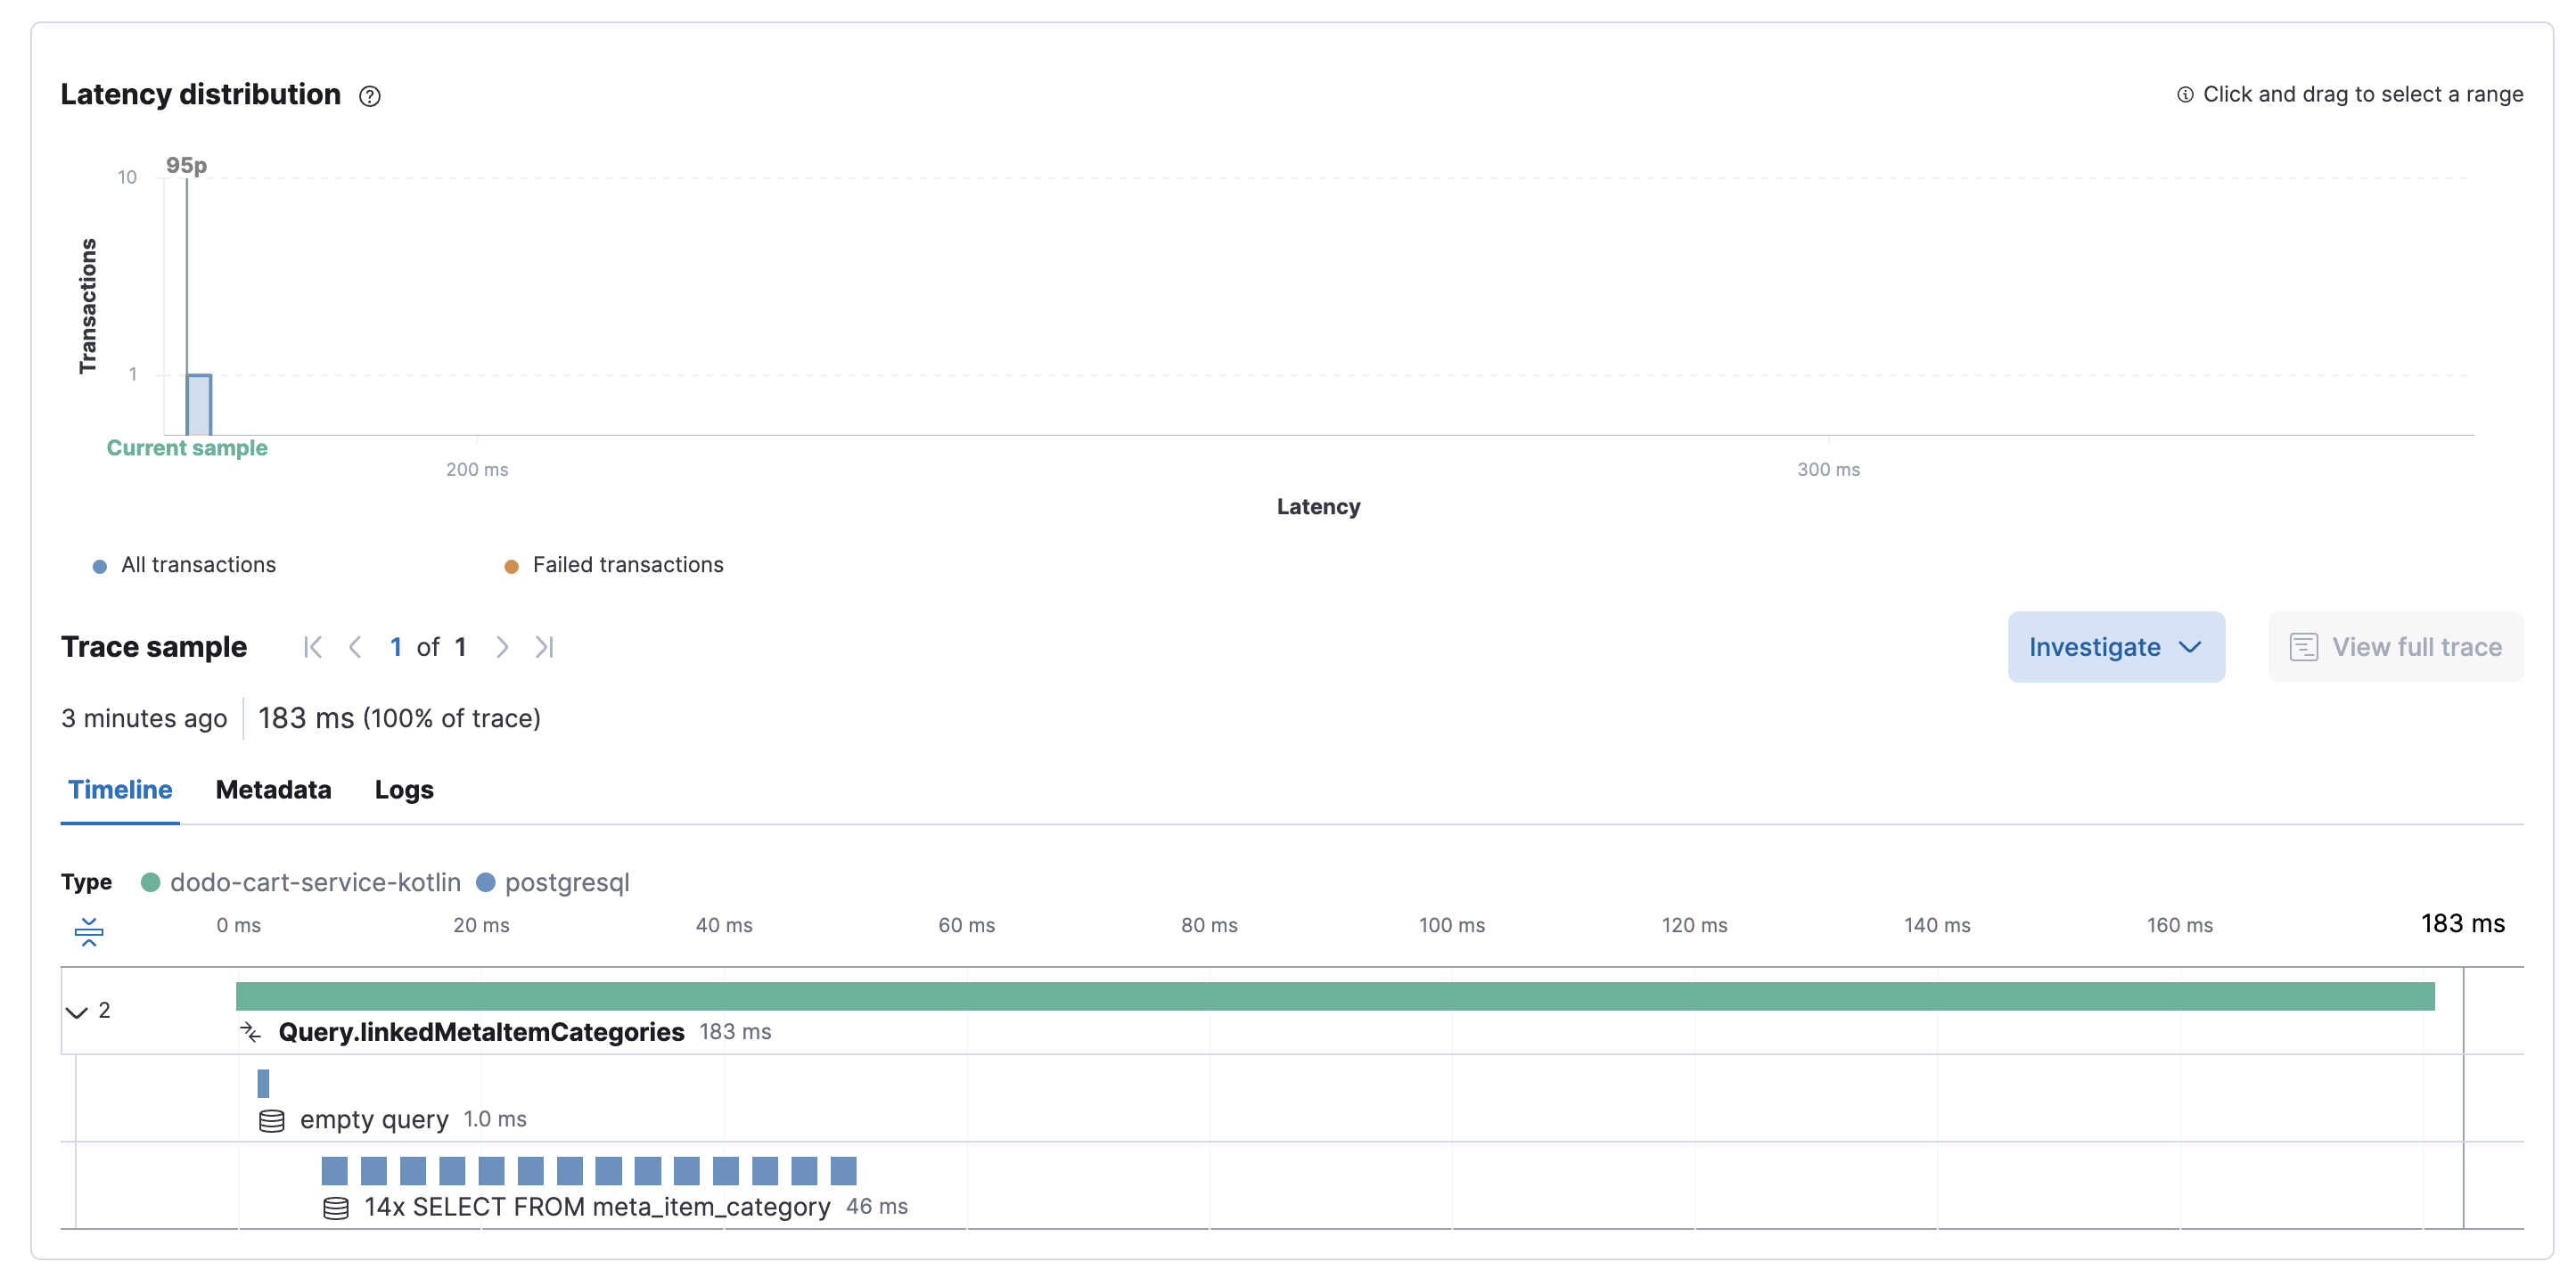 Latency distribution
Click and drag to select a range
95p
10
Transactions
1
Current sample
200 ms
300 ms
Latency
All transactions
Failed transactions
Trace sample
1 of 1
Investigate
View full trace
3 minutes ago
183 ms (100% of trace)
Timeline
Metadata
Logs
Type
dodo-cart-service-kotlin
postgresql
0 ms
20 ms
40 ms
60 ms
80 ms
100 ms
120 ms
140 ms
160 ms
183 ms
2
Query.linkedMetaItemCategories 183 ms
empty query 1.0 ms
14x SELECT FROM meta_item_category 46 ms